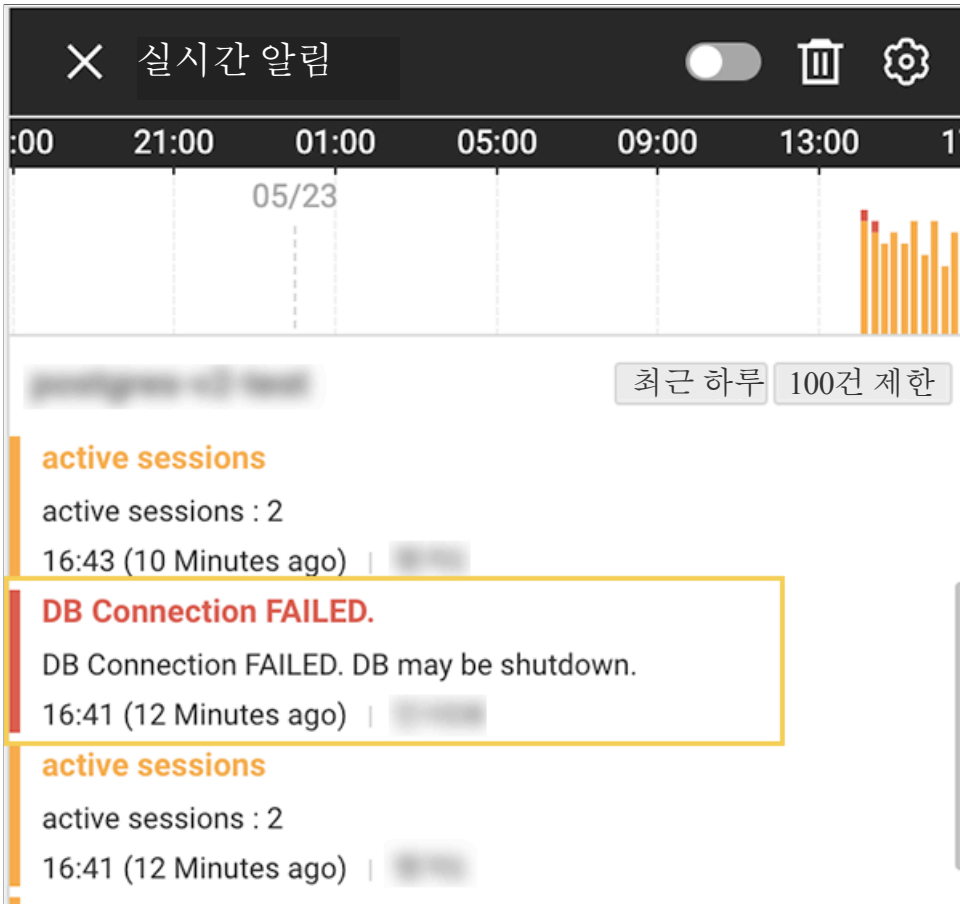 실시간 알림
:00 21:00 01:00 05:00 09:00 13:00 1
05/23
최근 하루 100건 제한
active sessions
active sessions : 2
16:43 (10 Minutes ago)
DB Connection FAILED.
DB Connection FAILED. DB may be shutdown.
16:41 (12 Minutes ago)
active sessions
active sessions : 2
16:41 (12 Minutes ago)